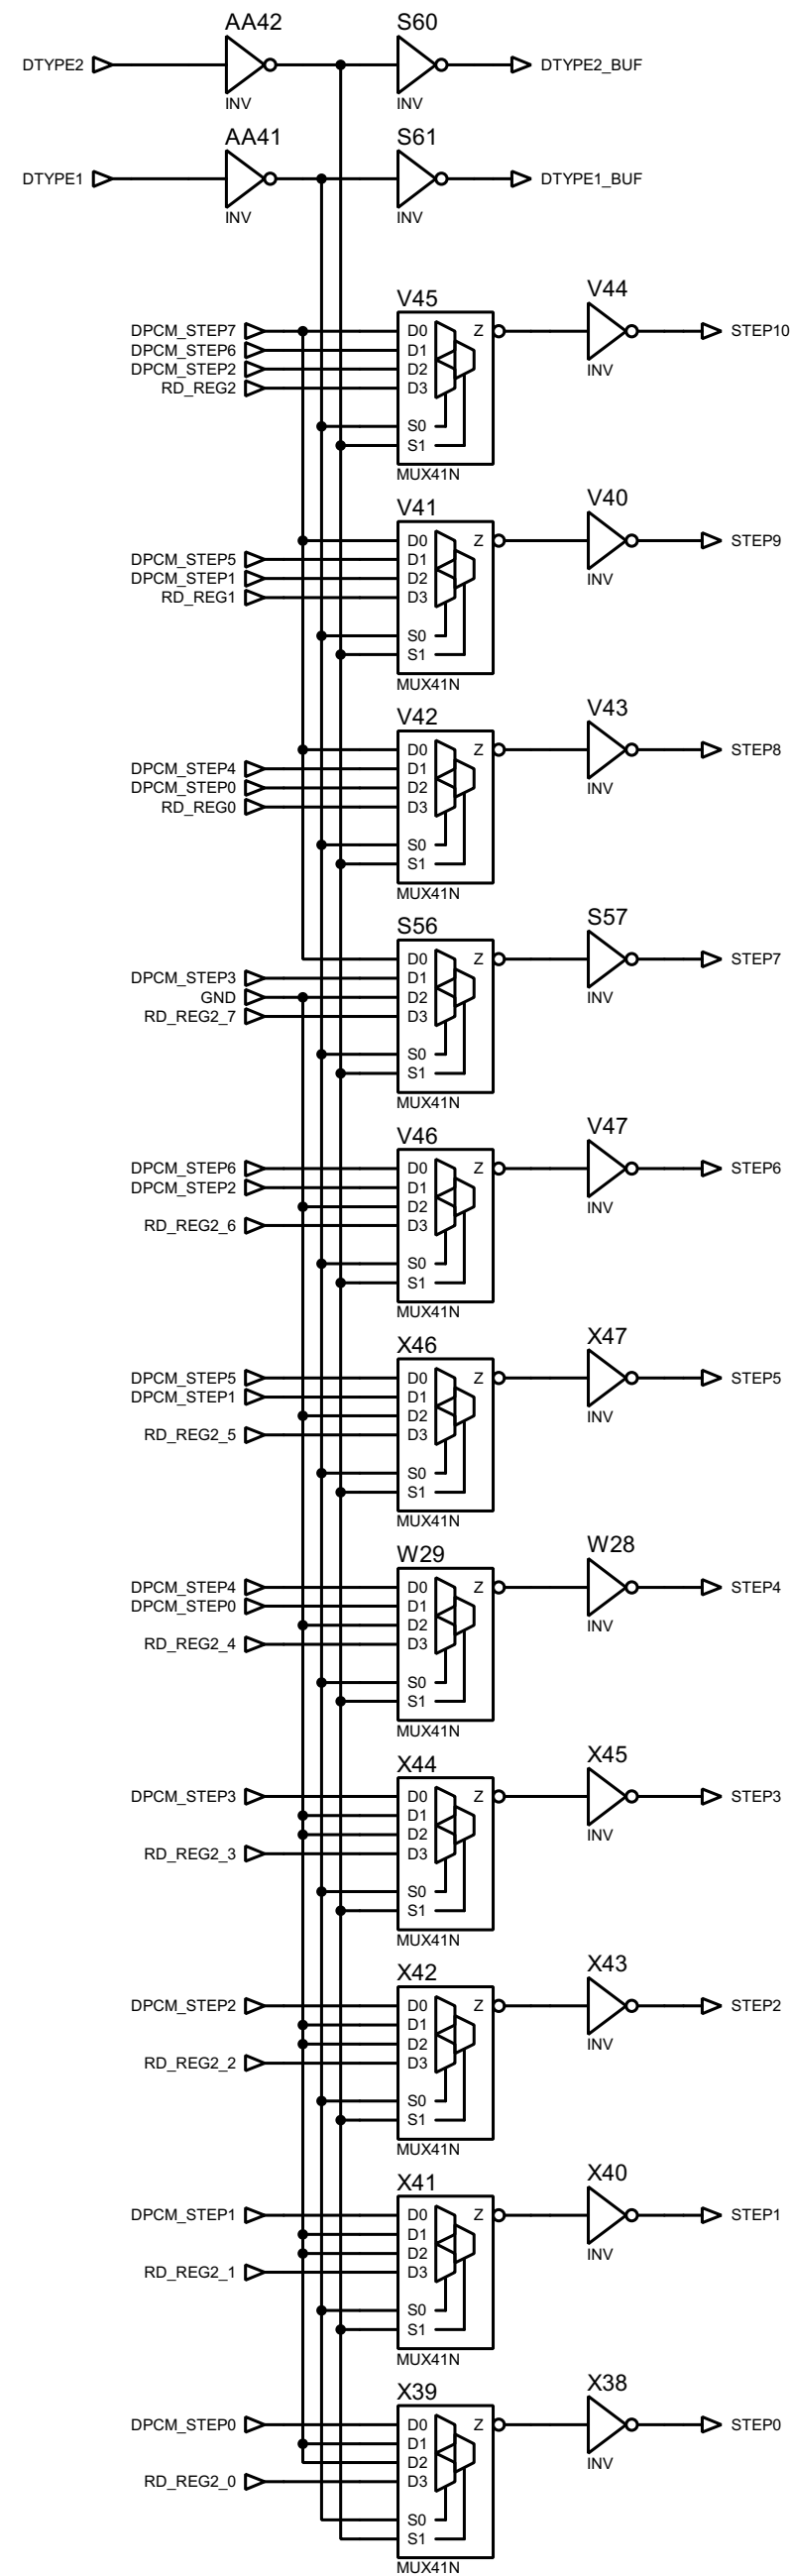 AA42
S60
DTYPE2
DTYPE2_BUF
INV
INV
AA41
S61
DTYPE1
DTYPE1_BUF
INV
INV
V45
V44
DPCM_STEP7
D0
Z
STEP10
DPCM_STEP6
D1
DPCM_STEP2
D2
INV
RD_REG2
D3
S0
S1
MUX41N
V41
V40
D0
Z
STEP9
DPCM_STEP5
D1
DPCM_STEP1
D2
INV
RD_REG1
D3
S0
S1
MUX41N
V42
V43
D0
Z
STEP8
DPCM_STEP4
D1
DPCM_STEP0
D2
INV
RD_REG0
D3
S0
S1
MUX41N
S56
S57
D0
Z
STEP7
DPCM_STEP3
D1
GND
D2
INV
RD_REG2_7
D3
S0
S1
MUX41N
V46
V47
DPCM_STEP6
D0
Z
STEP6
DPCM_STEP2
D1
D2
INV
RD_REG2_6
D3
S0
S1
MUX41N
X46
X47
DPCM_STEP5
D0
Z
STEP5
DPCM_STEP1
D1
D2
INV
RD_REG2_5
D3
S0
S1
MUX41N
W29
W28
DPCM_STEP4
D0
Z
STEP4
DPCM_STEP0
D1
D2
INV
RD_REG2_4
D3
S0
S1
MUX41N
X44
X45
DPCM_STEP3
D0
Z
STEP3
D1
D2
INV
RD_REG2_3
D3
S0
S1
MUX41N
X42
X43
DPCM_STEP2
D0
Z
STEP2
D1
D2
INV
RD_REG2_2
D3
S0
S1
MUX41N
X41
X40
DPCM_STEP1
D0
Z
STEP1
D1
D2
INV
RD_REG2_1
D3
S0
S1
MUX41N
X39
X38
DPCM_STEP0
D0
Z
STEP0
D1
D2
INV
RD_REG2_0
D3
S0
S1
MUX41N